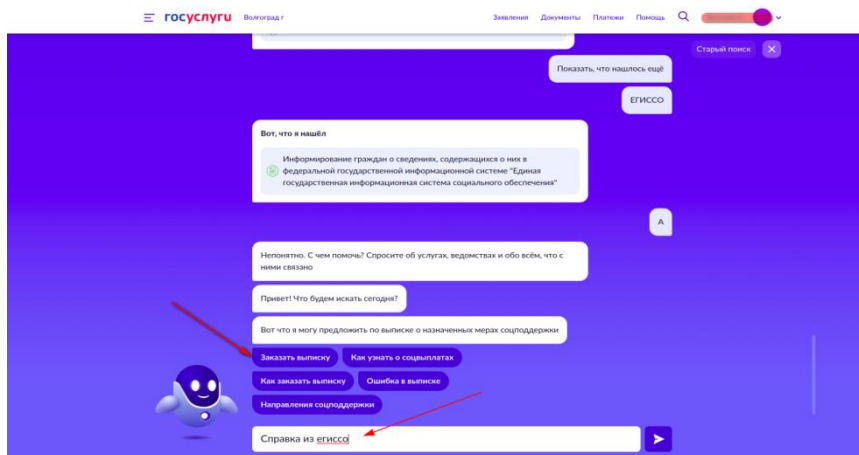 госуслуги Волгоград г Заявления Документы Платежи Помощь
Старый поиск
Показать, что нашлось ещё
ЕГИССО
Вот, что я нашёл
Информирование граждан о сведениях, содержащихся о них в
федеральной государственной информационной системе "Единая
государственная информационная система социального обеспечения"
А
Непонятно. С чем помочь? Спросите об услугах, ведомствах и обо всём, что с
ними связано
Привет! Что будем искать сегодня?
Вот что я могу предложить по выписке о назначенных мерах соцподдержки
Заказать выписку Как узнать о соцвыплатах
Как заказать выписку Ошибка в выписке
Направления соцподдержки
Справка из егиссо